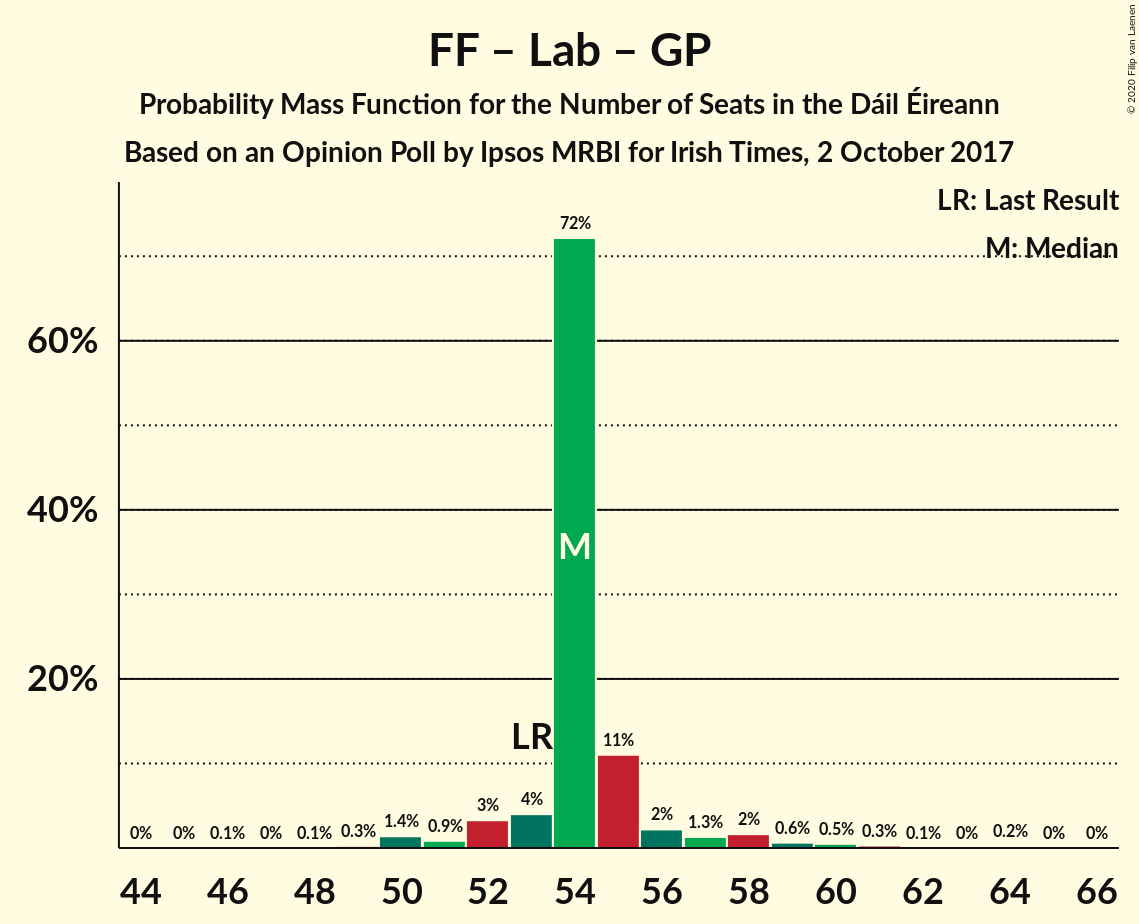 FF – Lab – GP
Probability Mass Function for the Number of Seats in the Dáil Éireann
Based on an Opinion Poll by Ipsos MRBI for Irish Times, 2 October 2017
© 2020 Filip van Laenen
LR: Last Result
M: Median
60%
40%
20%
0%
0%
0.1%
0%
0.1%
0.3%
1.4%
0.9%
3%
4%
72%
11%
2%
1.3%
2%
0.6%
0.5%
0.3%
0.1%
0%
0.2%
0%
0%
LR
M
44 46 48 50 52 54 56 58 60 62 64 66